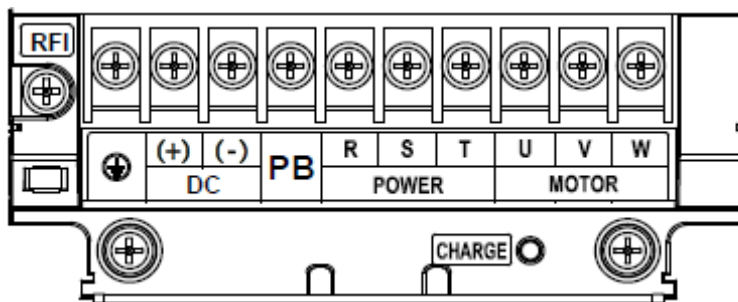 RFI
(+) (-) PB R S T U V W
DC POWER MOTOR
CHARGE